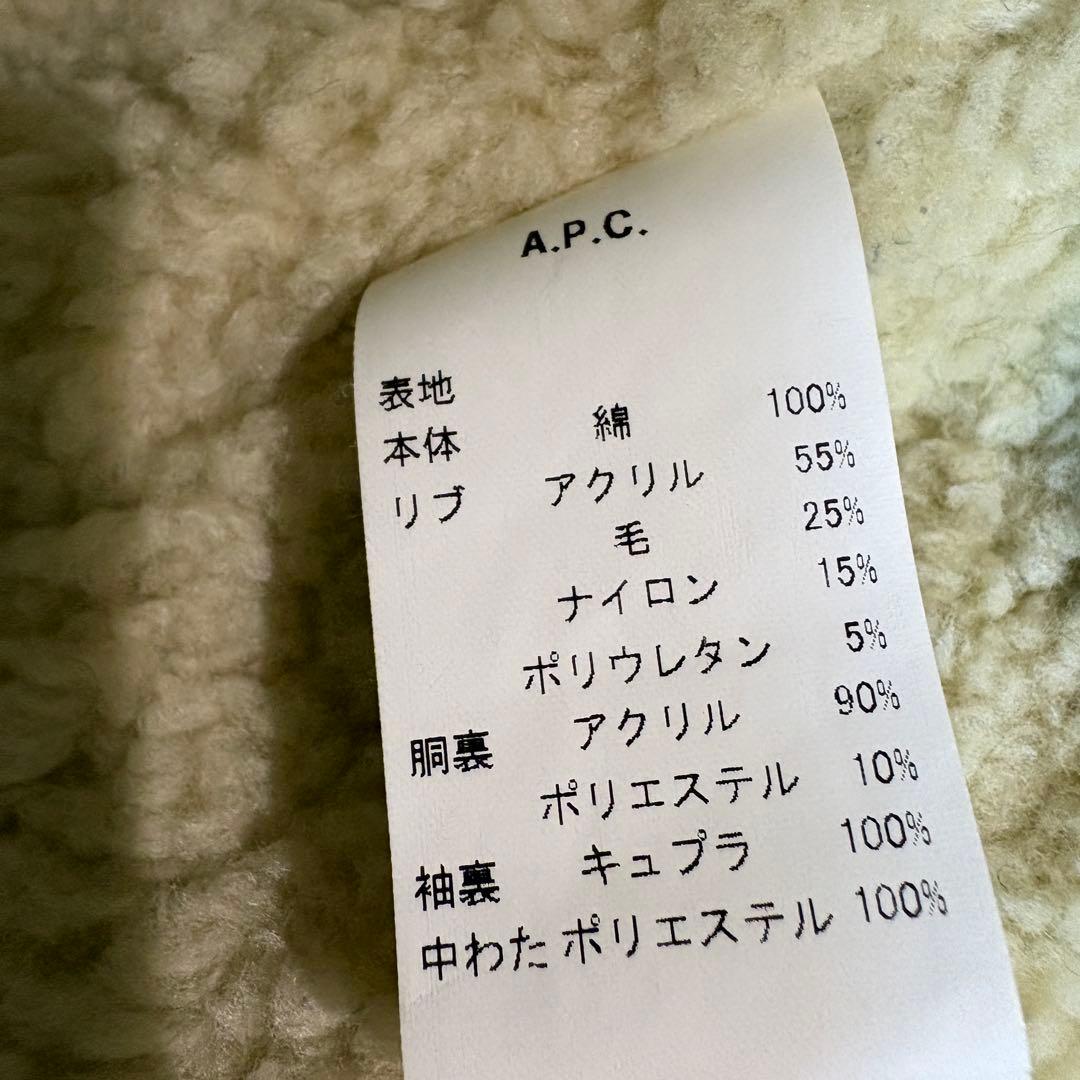 A.P.C.
表地
本体 綿 100%
リブ アクリル 55%
毛 25%
ナイロン 15%
ポリウレタン 5%
胴裏 アクリル 90%
ポリエステル 10%
袖裏 キュプラ 100%
中わた ポリエステル 100%